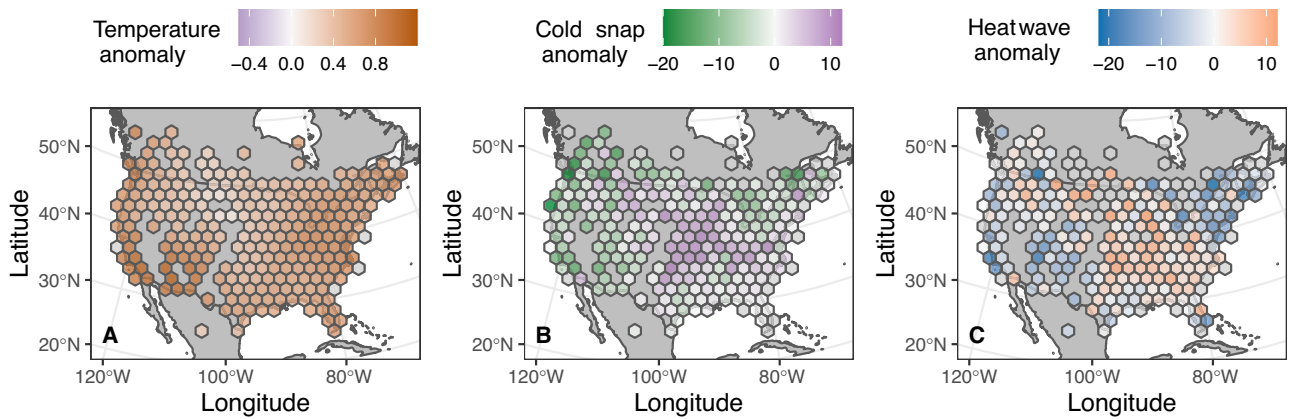 Temperature anomaly
−0.4 0.0 0.4 0.8
Cold snap anomaly
−20 −10 0 10
Heat wave anomaly
−20 −10 0 10
Latitude
50°N
40°N
30°N
20°N
A
120°W 100°W 80°W
Longitude
Latitude
50°N
40°N
30°N
20°N
B
120°W 100°W 80°W
Longitude
Latitude
50°N
40°N
30°N
20°N
C
120°W 100°W 80°W
Longitude